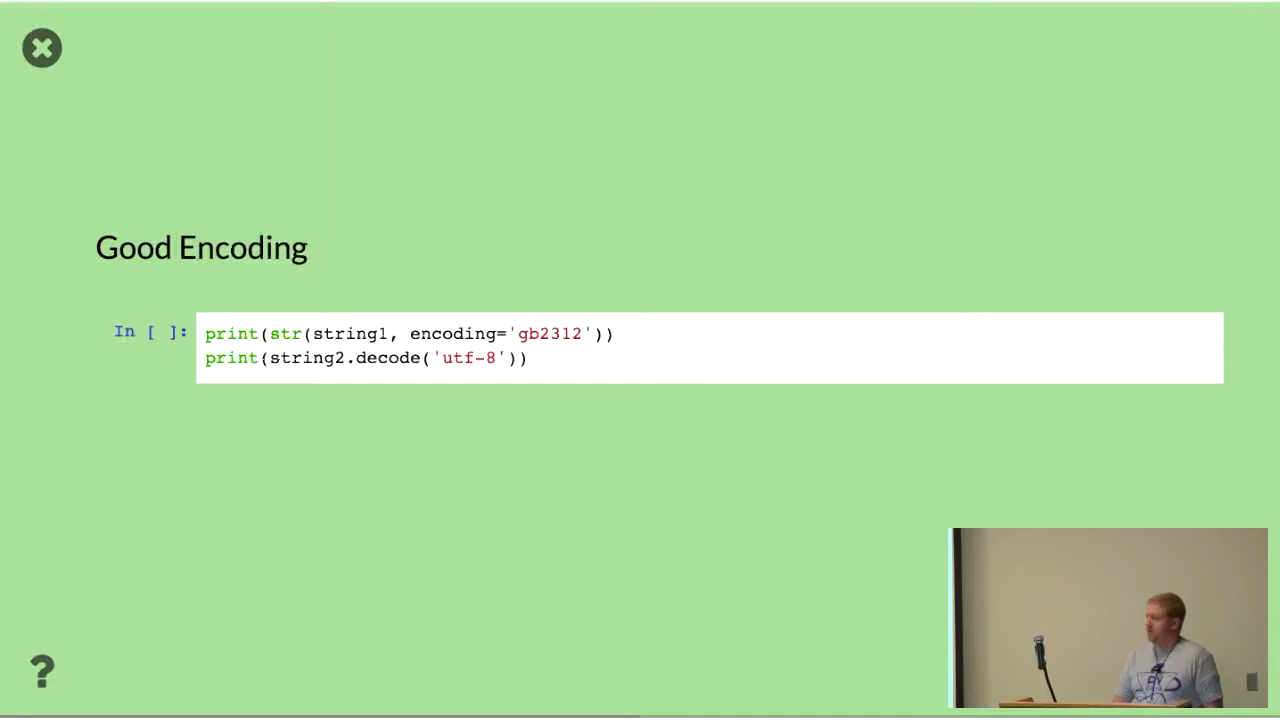 Good Encoding
In [ ]:
print(str(string1, encoding='gb2312'))
print(string2.decode('utf-8'))
?